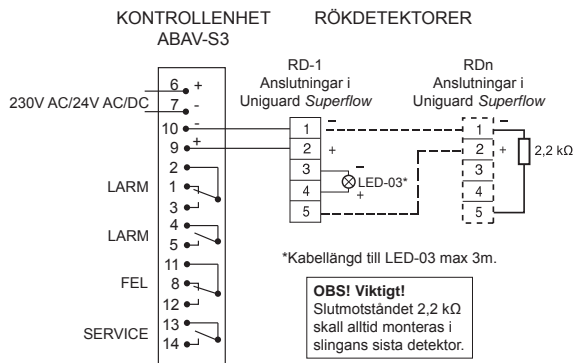 KONTROLLENHET
ABAV-S3
RÖKDETEKTORER
230V AC/24V AC/DC
6 +
7 -
10 -
9 +
2
LARM 1
3
4
LARM 5
11
FEL 8
12
13
SERVICE 14
RD-1
Anslutningar i
Uniguard Superflow
1 −
2 +
3 −
4 +
5
LED-03*
RDn
Anslutningar i
Uniguard Superflow
1 −
2 +
3
4
5
2,2 kΩ
*Kabellängd till LED-03 max 3m.
OBS! Viktigt!
Slutmotståndet 2,2 kΩ
skall alltid monteras i
slingans sista detektor.